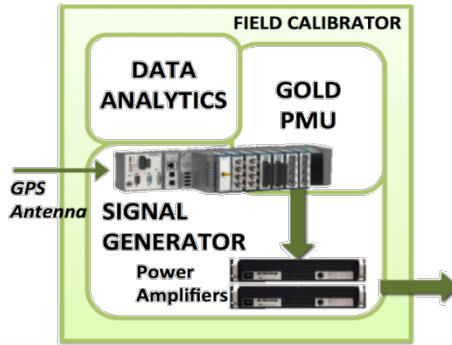 FIELD CALIBRATOR
DATA
ANALYTICS
GOLD
PMU
GPS
Antenna
SIGNAL
GENERATOR
Power
Amplifiers